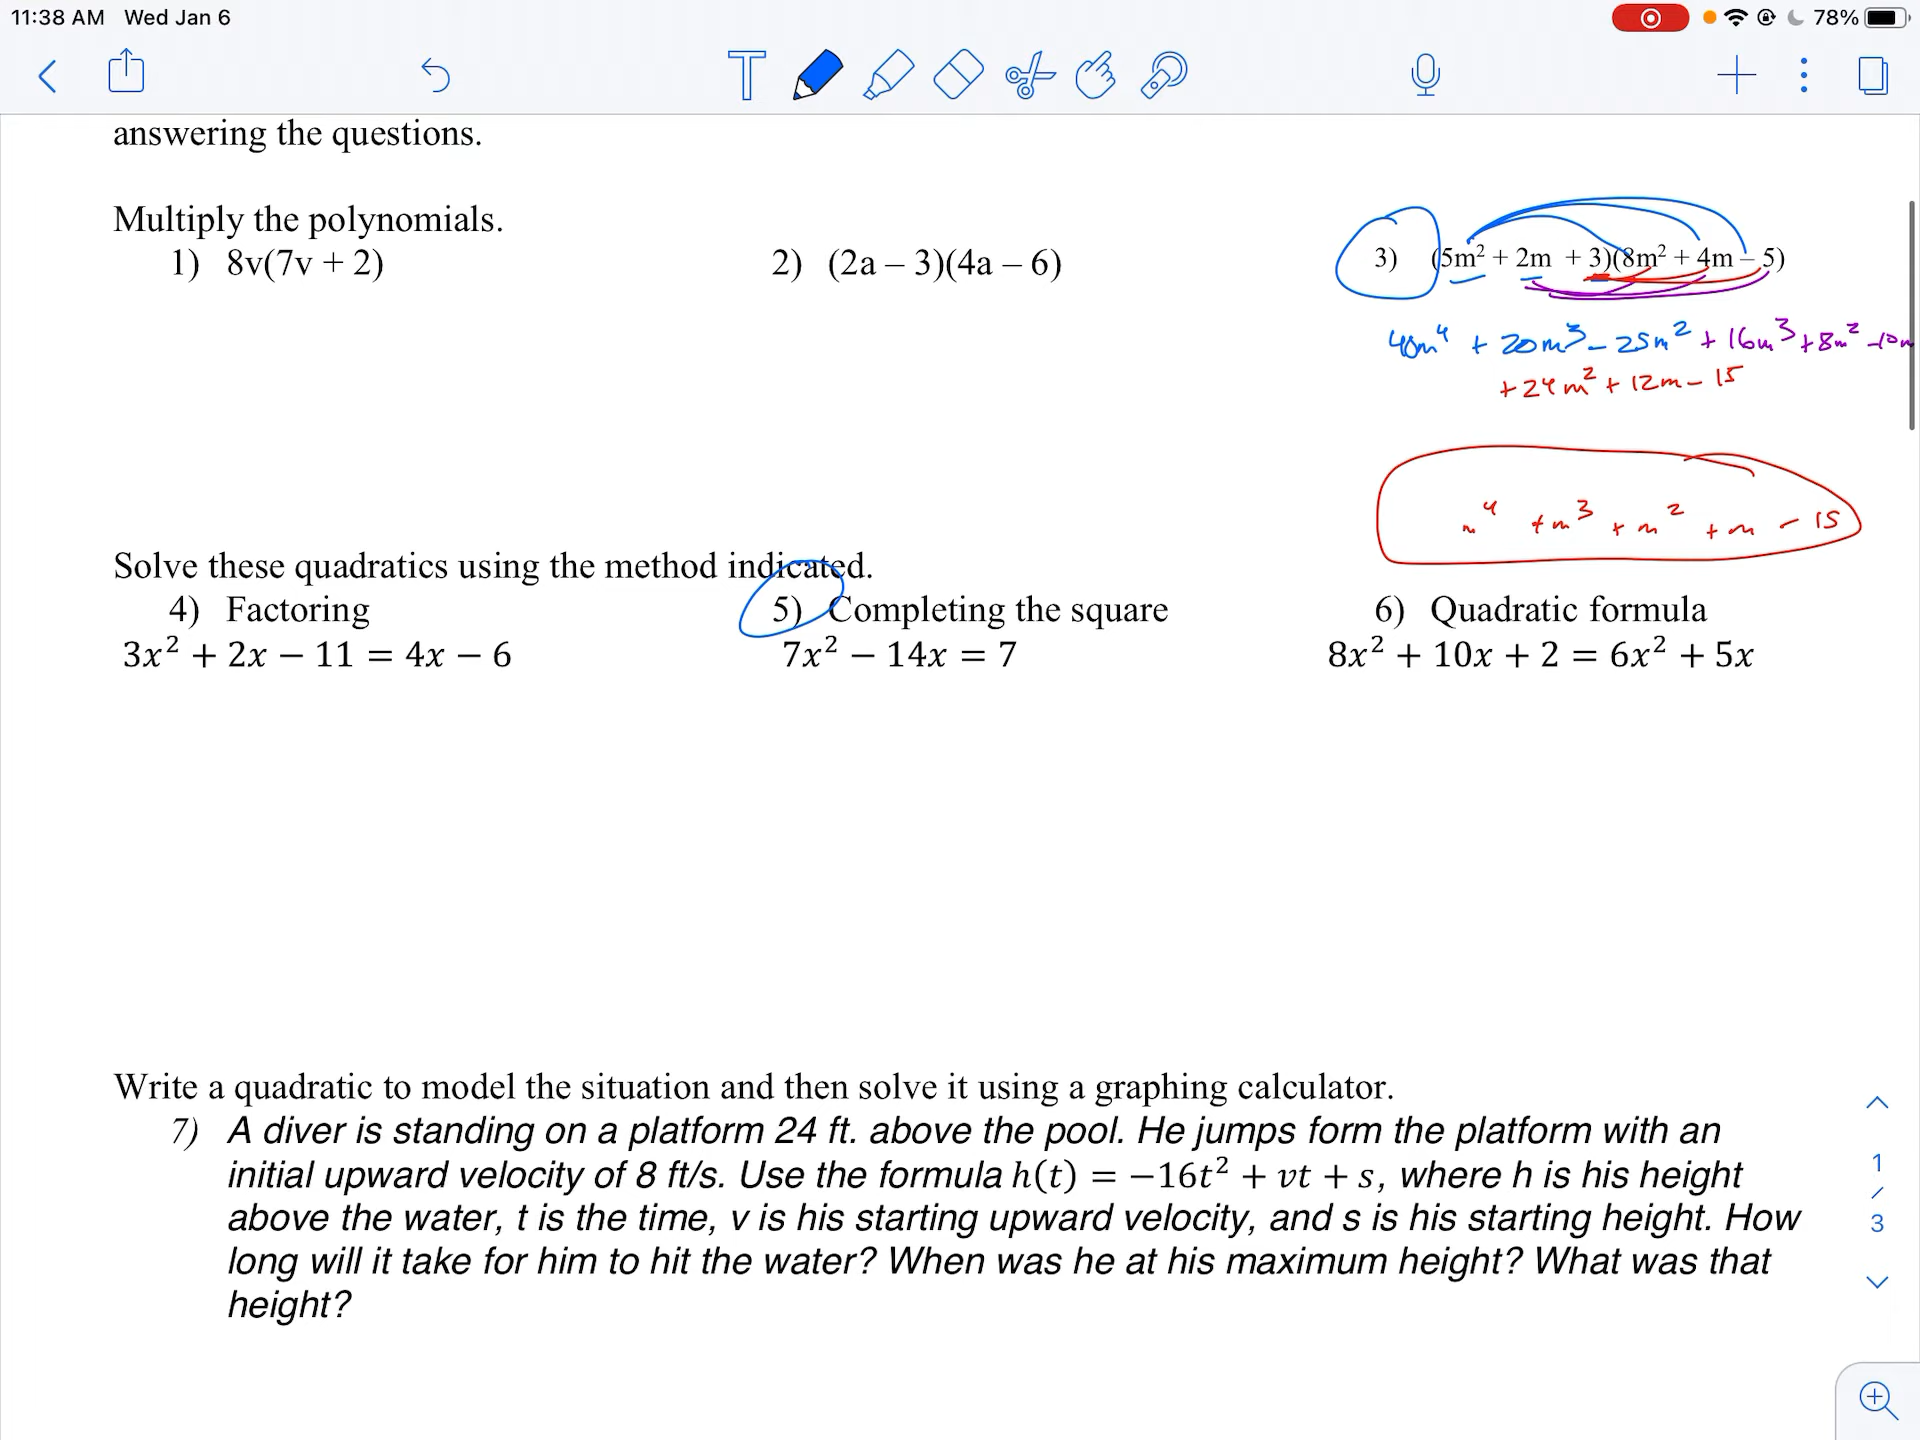 11:38 AM Wed Jan 6 78%
T
answering the questions.
Multiply the polynomials.
1) 8v(7v + 2) 2) (2a – 3)(4a – 6) 3) (5m² + 2m + 3)(8m² + 4m – 5)
40m⁴ + 20m³ - 25m² + 16m³ + 8m² - 10m
+ 24m² + 12m - 15
m⁴ + m³ + m² + m - 15
Solve these quadratics using the method indicated.
4) Factoring 5) Completing the square 6) Quadratic formula
3x² + 2x − 11 = 4x − 6 7x² − 14x = 7 8x² + 10x + 2 = 6x² + 5x
Write a quadratic to model the situation and then solve it using a graphing calculator.
7) A diver is standing on a platform 24 ft. above the pool. He jumps form the platform with an
initial upward velocity of 8 ft/s. Use the formula h(t) = −16t² + vt + s, where h is his height
above the water, t is the time, v is his starting upward velocity, and s is his starting height. How
long will it take for him to hit the water? When was he at his maximum height? What was that
height?
1
/
3